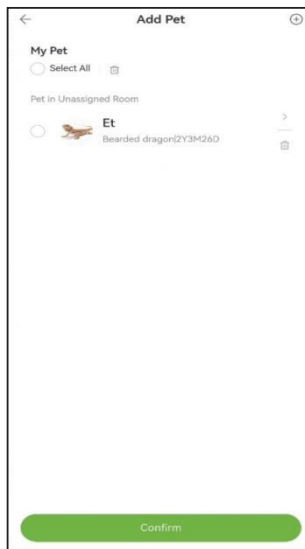 Add Pet
My Pet
Select All
Pet in Unassigned Room
Et
Bearded dragon|2Y3M26D
Confirm